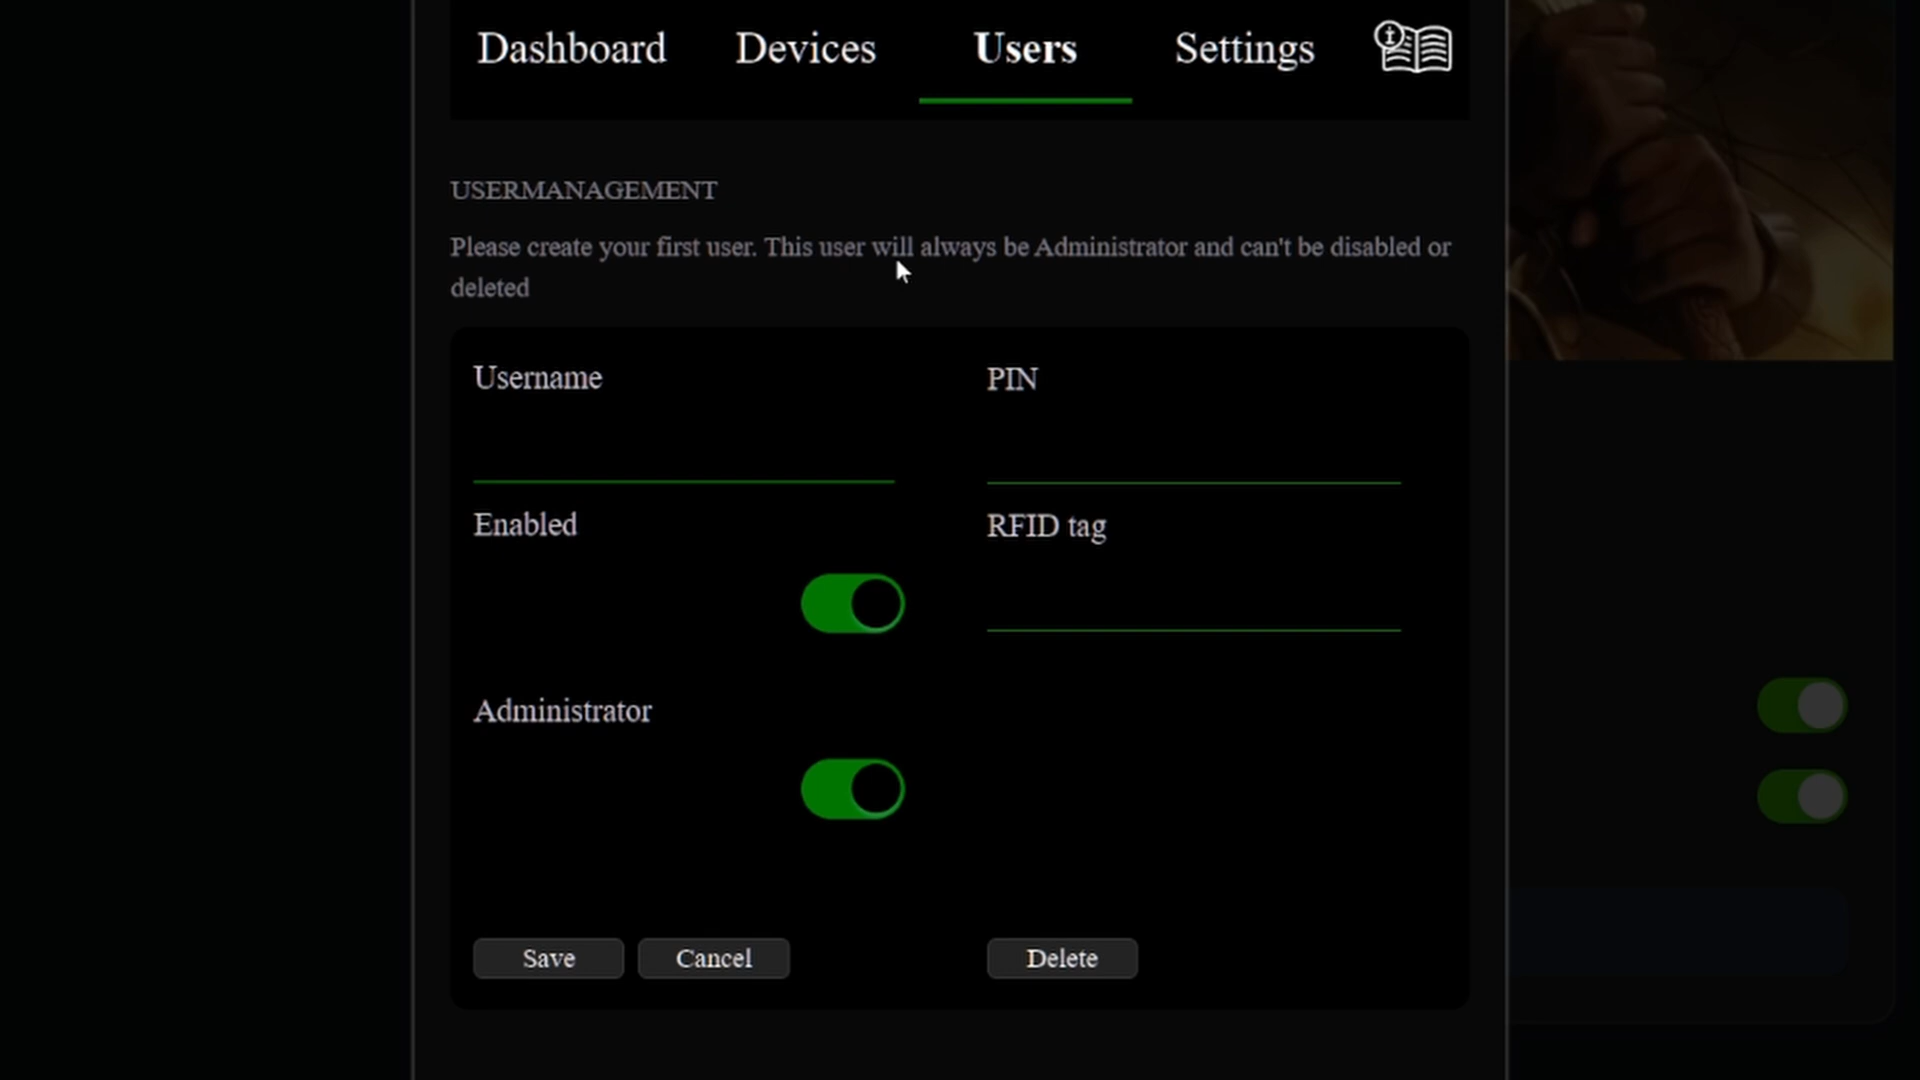 Dashboard Devices Users Settings
USERMANAGEMENT
Please create your first user. This user will always be Administrator and can't be disabled or
deleted
Username PIN
Enabled RFID tag
Administrator
Save Cancel Delete